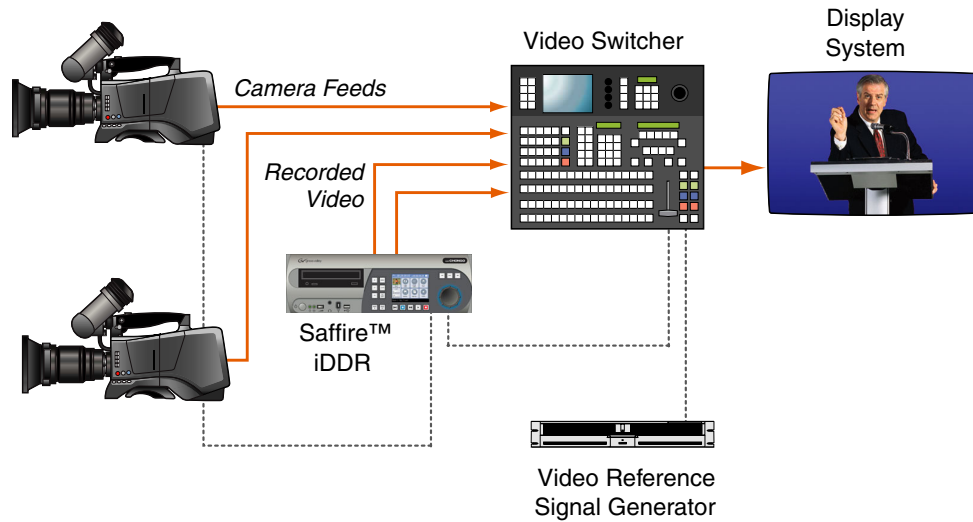 Display
System
Video Switcher
Camera Feeds
Recorded
Video
Saffire™
iDDR
Video Reference
Signal Generator